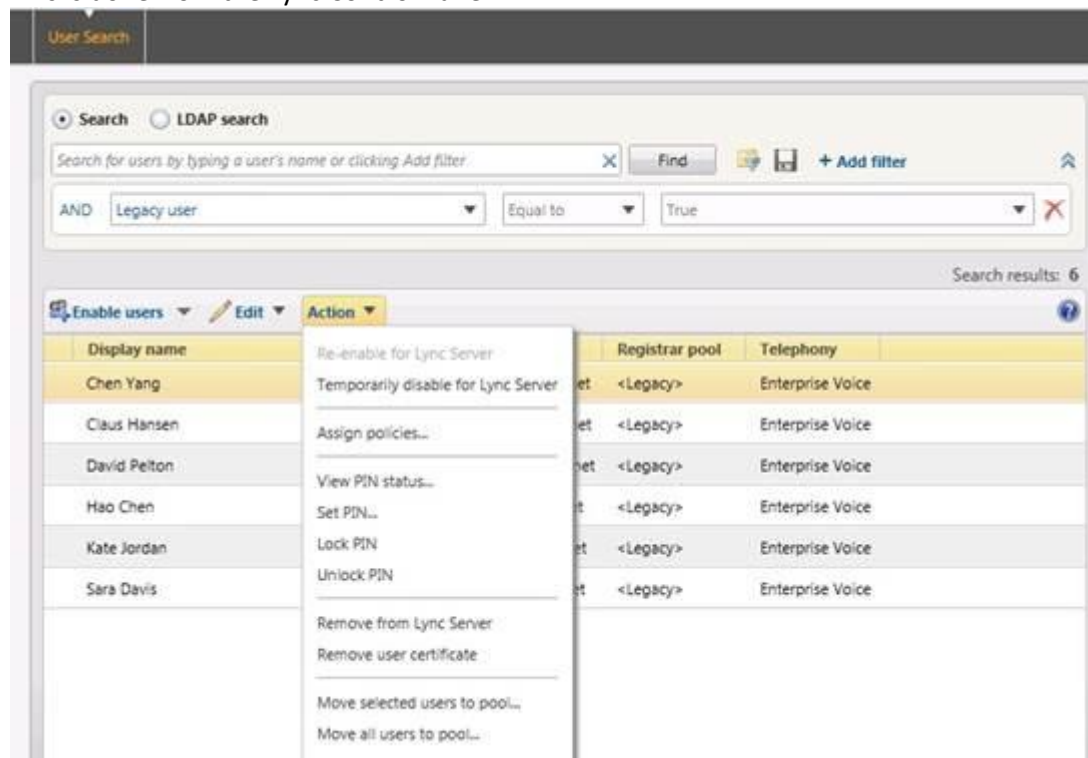 User Search
Search LDAP search
Search for users by typing a user's name or clicking Add filter Find + Add filter
AND Legacy user Equal to True
Search results: 6
Enable users Edit Action
Display name Registrar pool Telephony
Re-enable for Lync Server
Chen Yang Temporarily disable for Lync Server et <Legacy> Enterprise Voice
Claus Hansen et <Legacy> Enterprise Voice
Assign policies...
David Pelton net <Legacy> Enterprise Voice
View PIN status...
Hao Chen Set PIN... t <Legacy> Enterprise Voice
Kate Jordan Lock PIN et <Legacy> Enterprise Voice
Unlock PIN
Sara Davis t <Legacy> Enterprise Voice
Remove from Lync Server
Remove user certificate
Move selected users to pool...
Move all users to pool...